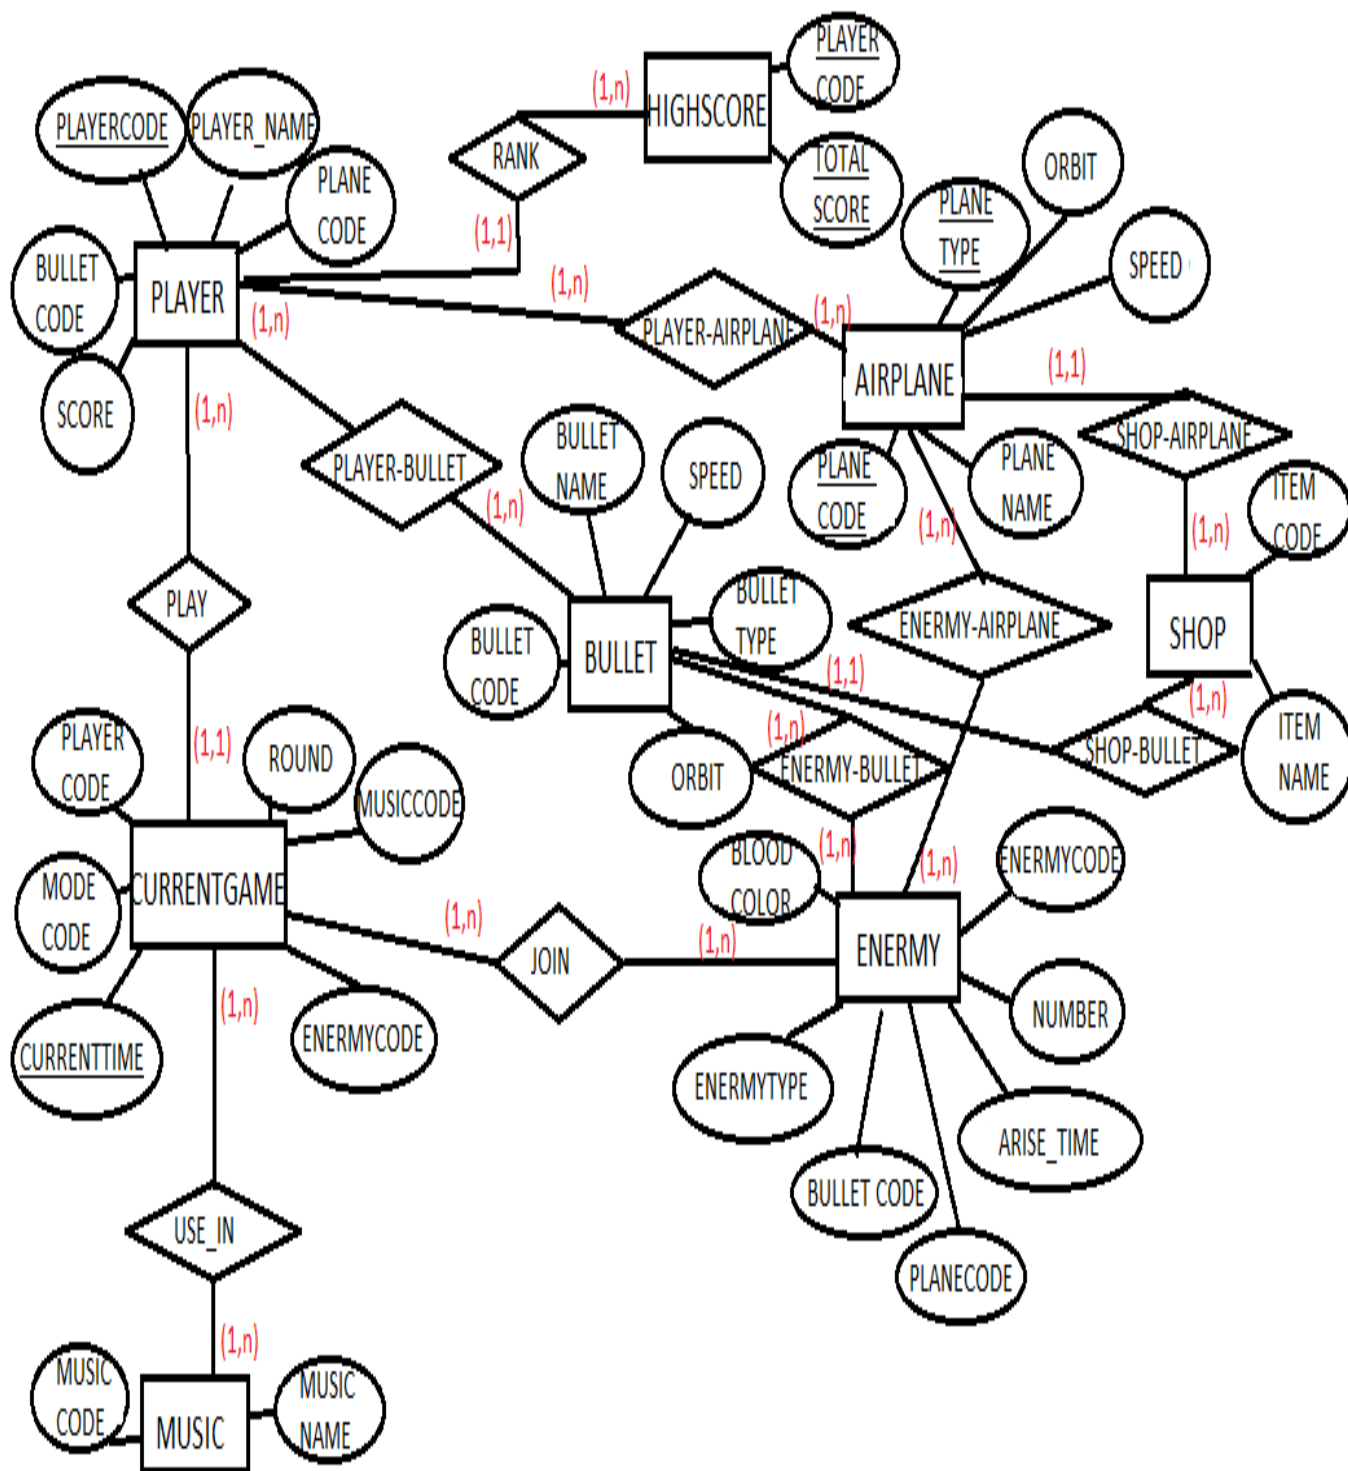 PLAYER
CODE
(1,n)
HIGHSCORE
PLAYERCODE
PLAYER_NAME
RANK
TOTAL
SCORE
ORBIT
PLANE
CODE
PLANE
TYPE
(1,1)
SPEED
BULLET
CODE
PLAYER
(1,n)
(1,n)
PLAYER-AIRPLANE
(1,n)
AIRPLANE
(1,1)
SCORE
(1,n)
BULLET
NAME
SHOP-AIRPLANE
PLAYER-BULLET
SPEED
PLANE
CODE
PLANE
NAME
ITEM
CODE
(1,n)
(1,n)
(1,n)
PLAY
BULLET
TYPE
ENERMY-AIRPLANE
SHOP
BULLET
CODE
BULLET
(1,1)
(1,n)
PLAYER
CODE
(1,1)
ROUND
(1,n)
ENERMY-BULLET
SHOP-BULLET
ITEM
NAME
ORBIT
MUSICCODE
BLOOD
COLOR
(1,n)
(1,n)
ENERMYCODE
MODE
CODE
CURRENTGAME
(1,n)
JOIN
(1,n)
ENERMY
(1,n)
NUMBER
CURRENTTIME
ENERMYCODE
ENERMYTYPE
ARISE_TIME
BULLET CODE
USE_IN
PLANECODE
(1,n)
MUSIC
CODE
MUSIC
MUSIC
NAME